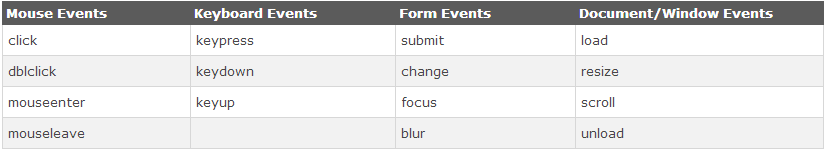 Mouse Events Keyboard Events Form Events Document/Window Events
click keypress submit load
dblclick keydown change resize
mouseenter keyup focus scroll
mouseleave blur unload